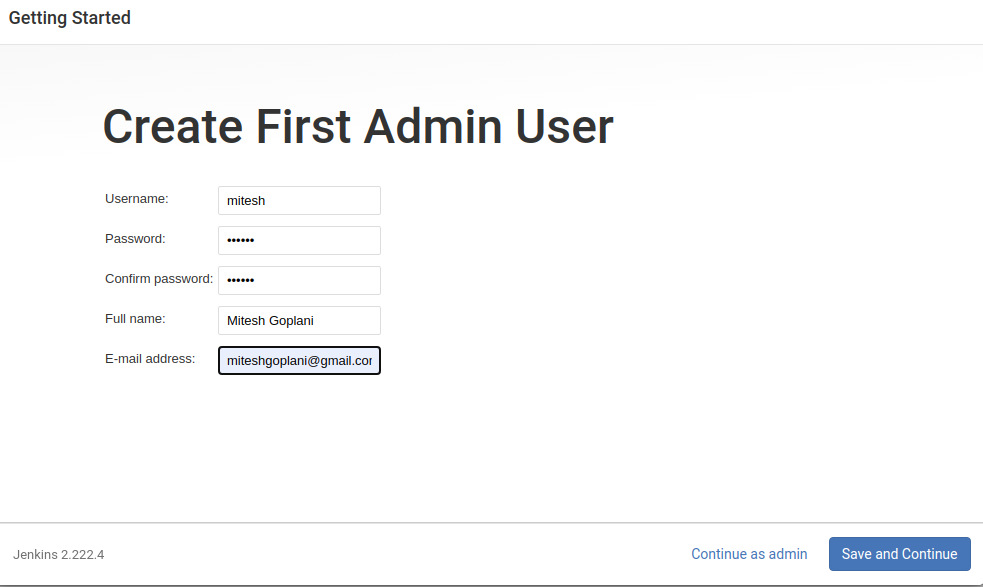 Getting Started
Create First Admin User
Username: mitesh
Password: ••••••
Confirm password: ••••••
Full name: Mitesh Goplani
E-mail address: miteshgoplani@gmail.cor
Jenkins 2.222.4 Continue as admin Save and Continue